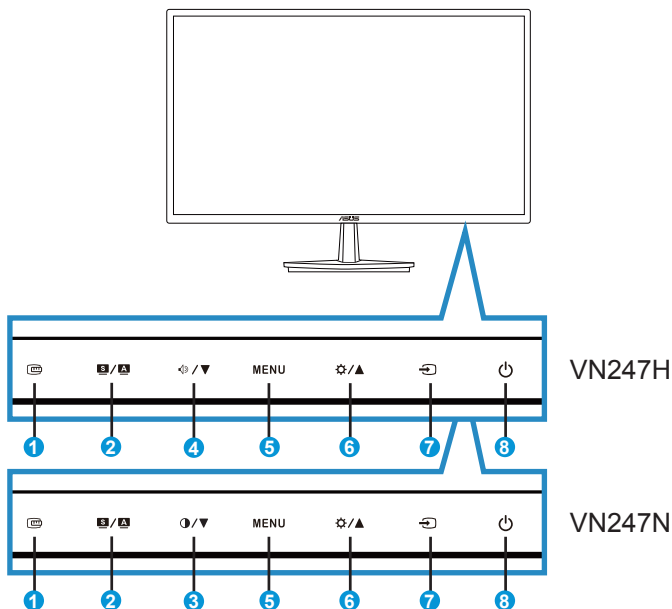 ASUS
S/A / MENU / VN247H
1 2 4 5 6 7 8
S/A / MENU / VN247N
1 2 3 5 6 7 8